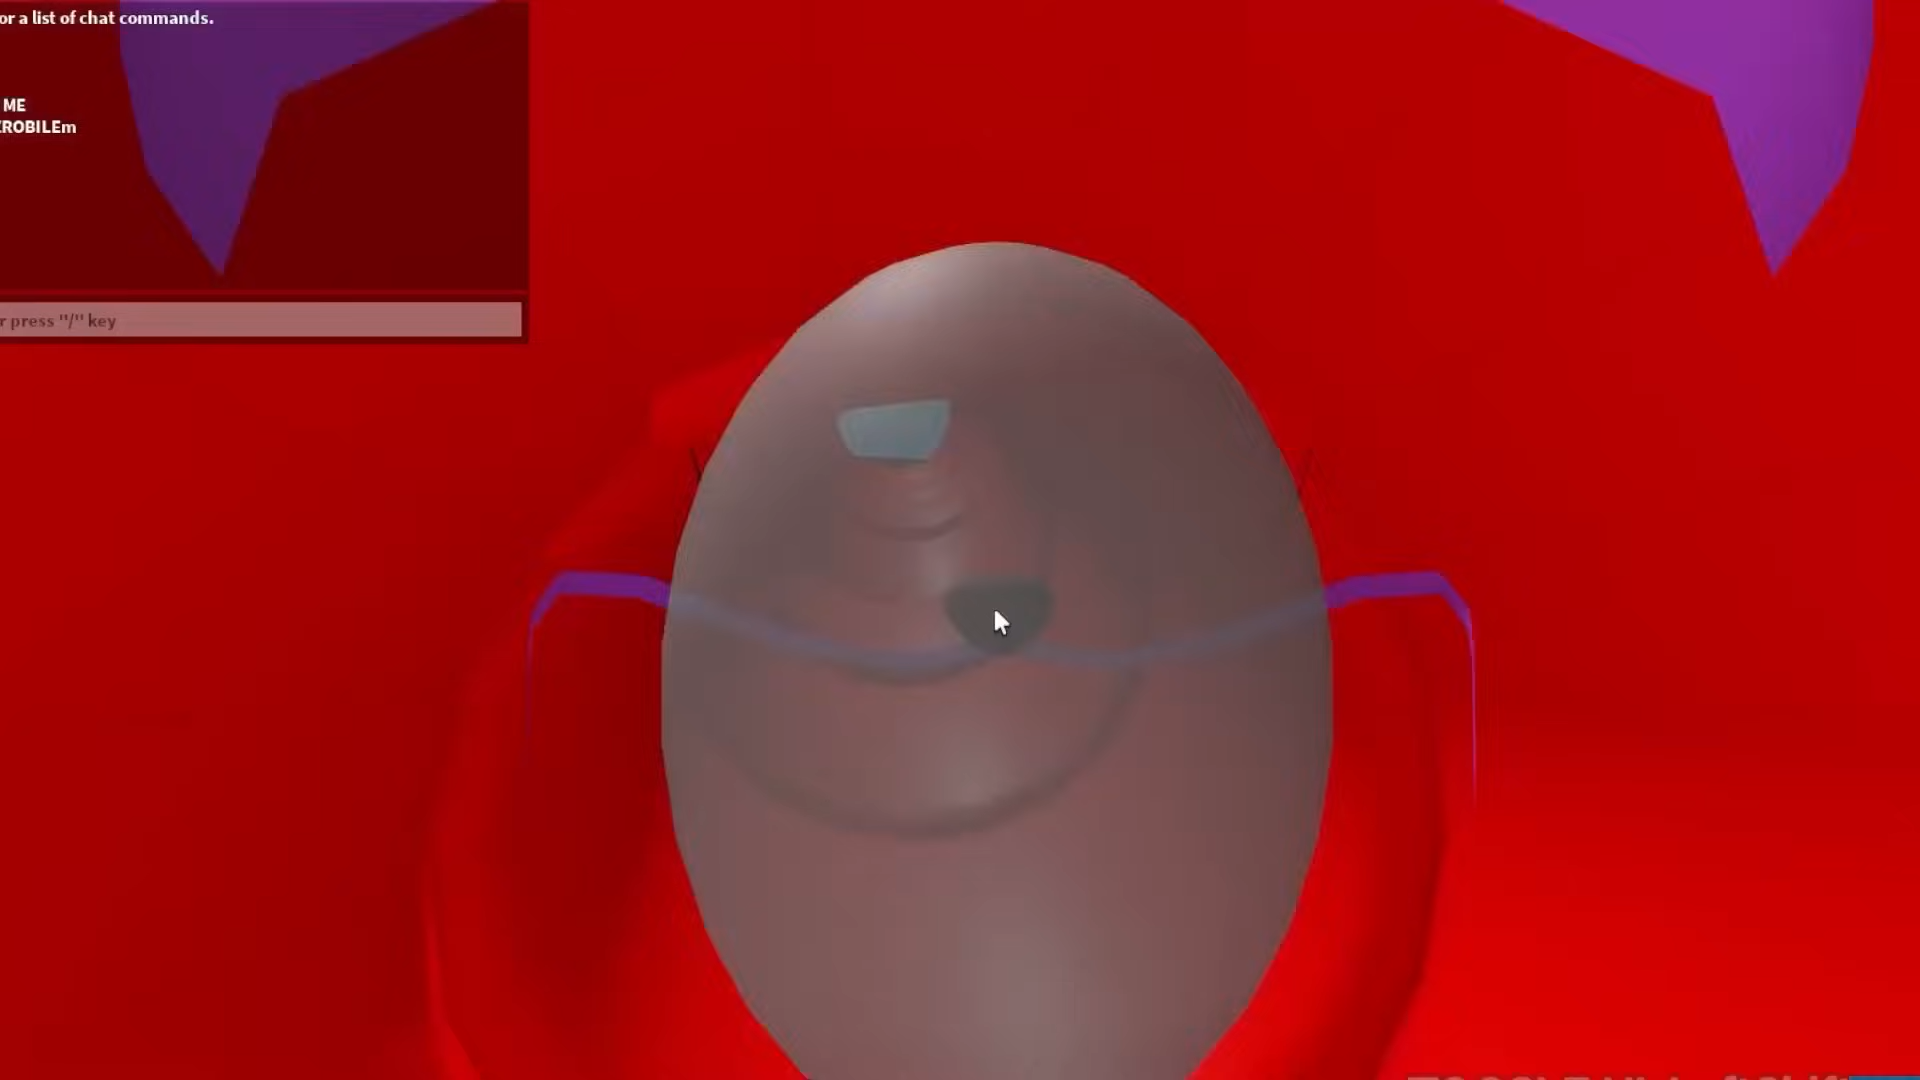 or a list of chat commands.
ME
ROBILEm
r press "/" key